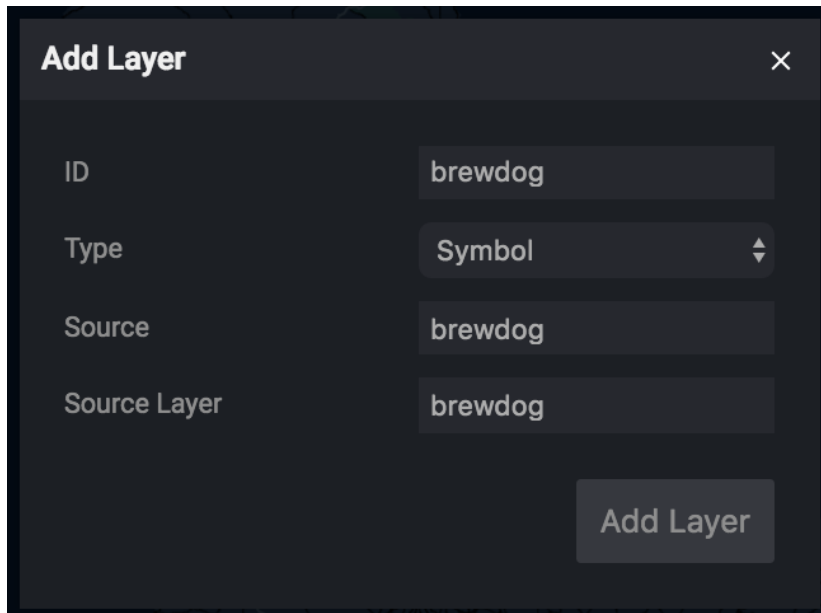 Add Layer ×
ID brewdog
Type Symbol
Source brewdog
Source Layer brewdog
Add Layer